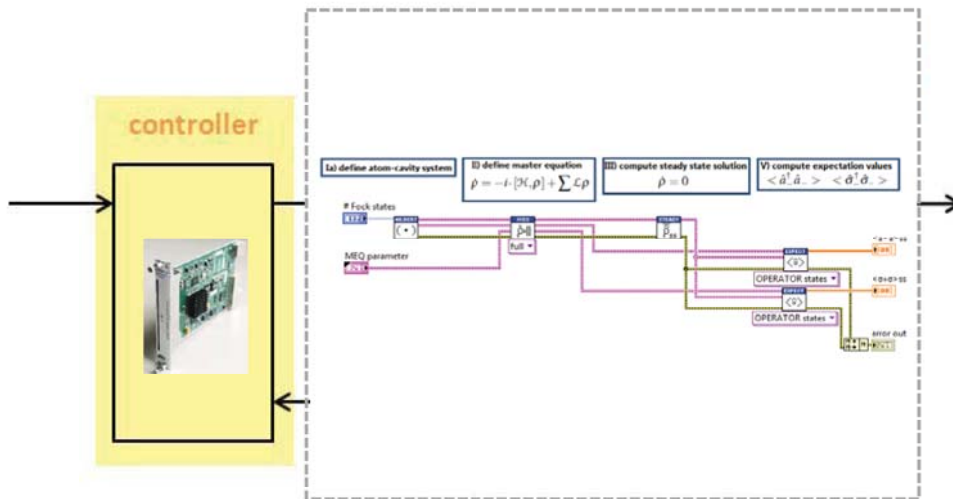 controller
Ia) define atom-cavity system
II) define master equation
ρ̇ = −i · [ℋ,ρ] + ∑ ℒρ
III) compute steady state solution
ρ̇ = 0
V) compute expectation values
< â†_ â_ > < σ̂†_ σ̂_ >
# Fock states
MEQ parameter
full
OPERATOR states
OPERATOR states
error out